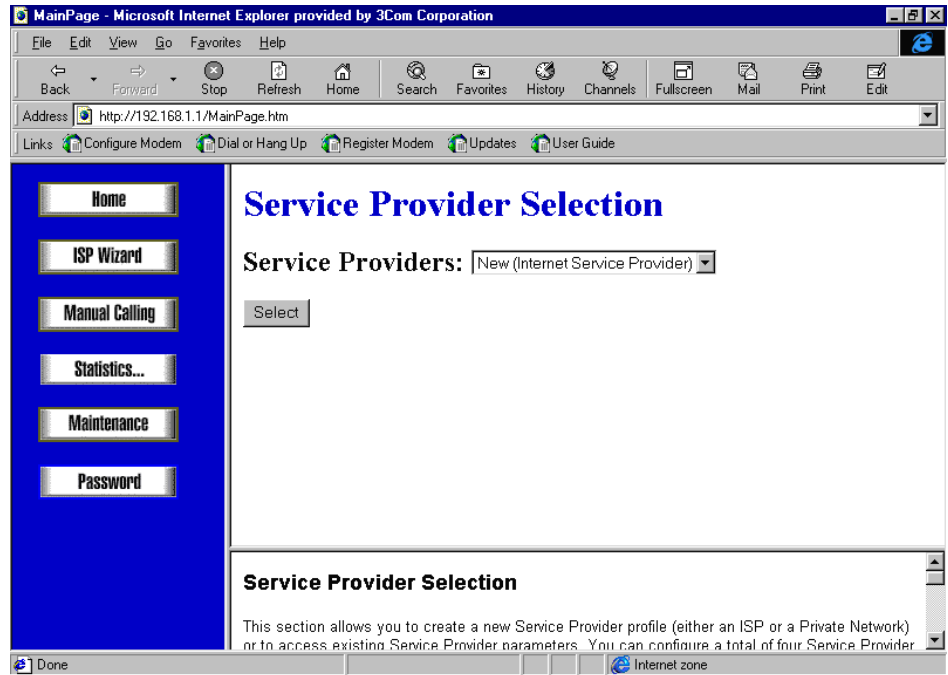 MainPage - Microsoft Internet Explorer provided by 3Com Corporation
File Edit View Go Favorites Help
Back Forward Stop Refresh Home Search Favorites History Channels Fullscreen Mail Print Edit
Address http://192.168.1.1/MainPage.htm
Links Configure Modem Dial or Hang Up Register Modem Updates User Guide
Home
ISP Wizard
Manual Calling
Statistics...
Maintenance
Password
Service Provider Selection
Service Providers: New (Internet Service Provider)
Select
Service Provider Selection
This section allows you to create a new Service Provider profile (either an ISP or a Private Network)
or to access existing Service Provider parameters. You can configure a total of four Service Provider
Done Internet zone